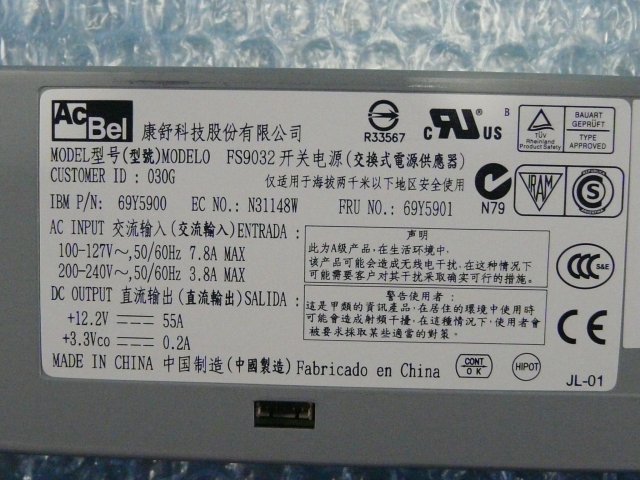 AcBel
康舒科技股份有限公司
R33567
c RU US
B
TÜV
Rheinland
Product Safety
BAUART
GEPRÜFT
TYPE
APPROVED
MODEL型号(型號)MODELO FS9032 开关电源(交換式電源供應器)
CUSTOMER ID : 030G
仅适用于海拔两千米以下地区安全使用
N79
IRAM
S
IBM P/N: 69Y5900 EC NO.: N31148W FRU NO.: 69Y5901
AC INPUT 交流输入(交流輸入)ENTRADA :
100-127V~,50/60Hz 7.8A MAX
200-240V~,50/60Hz 3.8A MAX
声明
此为A级产品,在生活环境中,
该产品可能会造成无线电干扰,在这种情况下
可能需要客户对其干扰采取确实可行的措施。
CCC S&E
DC OUTPUT 直流输出(直流輸出)SALIDA :
+12.2V 55A
+3.3Vco 0.2A
警告使用者:
這是甲類的資訊產品,在居住的環境中使用時
可能會造成射頻干擾,在這種情況下,使用者會
被要求採取某些適當的對策。
CE
MADE IN CHINA 中国制造(中國製造)Fabricado en China
CONT
OK
HIPOT
JL-01